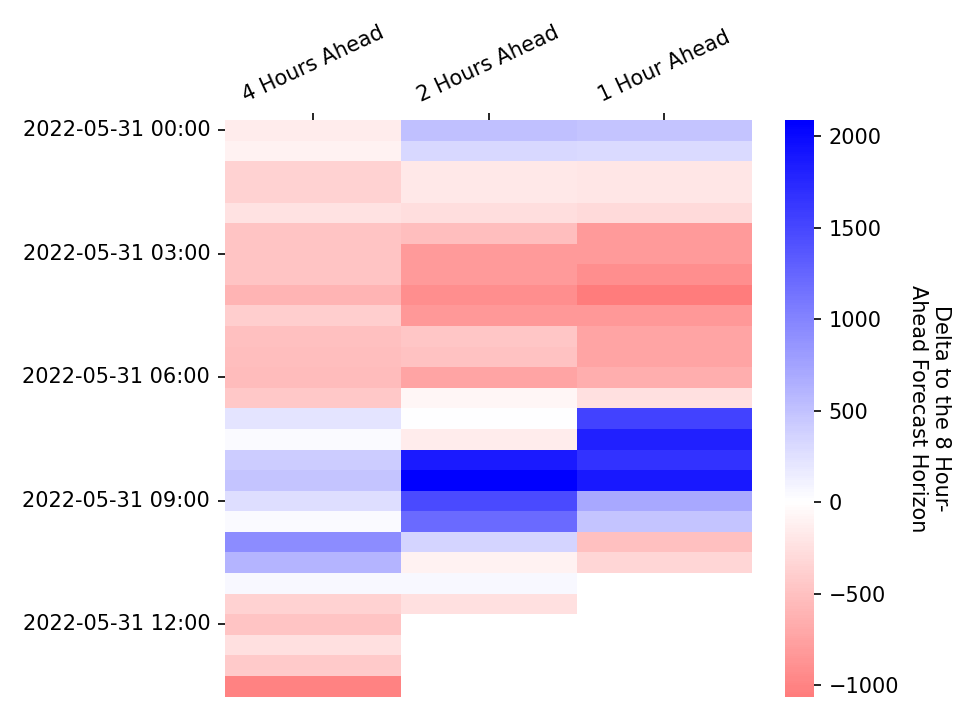 4 Hours Ahead
2 Hours Ahead
1 Hour Ahead
2022-05-31 00:00
2022-05-31 03:00
2022-05-31 06:00
2022-05-31 09:00
2022-05-31 12:00
2000
1500
1000
500
0
−500
−1000
Delta to the 8 Hour-
Ahead Forecast Horizon